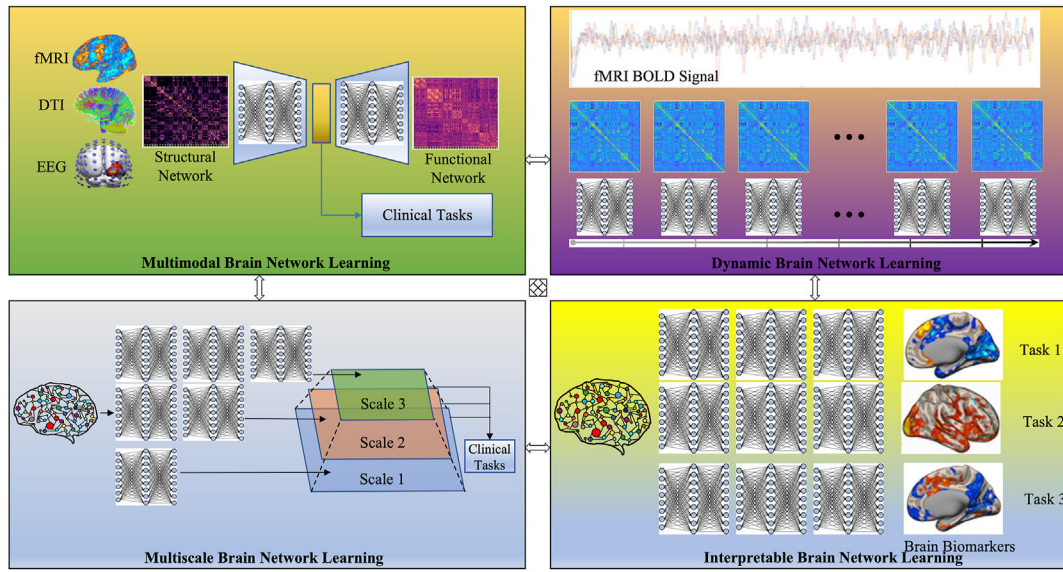 fMRI
DTI
EEG
Structural
Network
Functional
Network
Clinical Tasks
Multimodal Brain Network Learning
fMRI BOLD Signal
Dynamic Brain Network Learning
Scale 3
Scale 2
Scale 1
Clinical
Tasks
Multiscale Brain Network Learning
Task 1
Task 2
Task 3
Brain Biomarkers
Interpretable Brain Network Learning